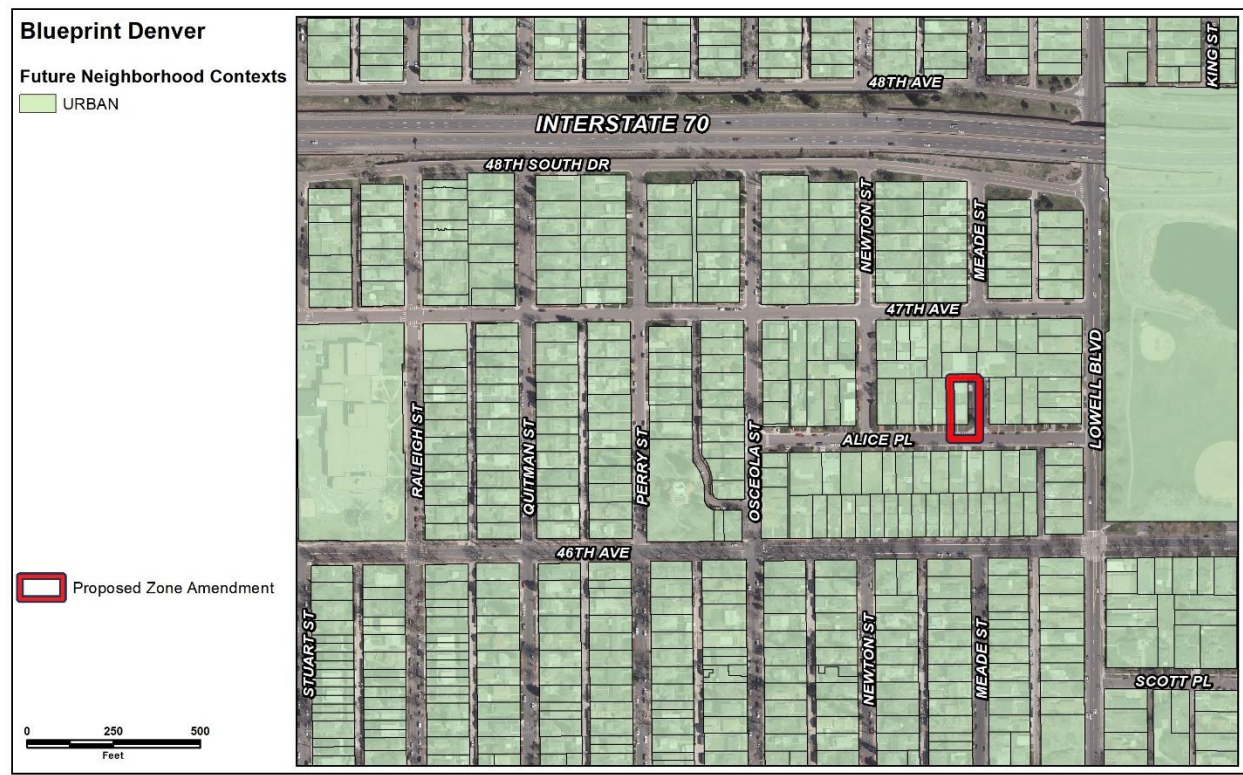 Blueprint Denver
Future Neighborhood Contexts
URBAN
Proposed Zone Amendment
0 250 500
Feet
KING ST
48TH AVE
INTERSTATE 70
48TH SOUTH DR
NEWTON ST
MEADE ST
47TH AVE
LOWELL BLVD
RALEIGH ST
QUITMAN ST
PERRY ST
OSCEOLA ST
ALICE PL
46TH AVE
STUART ST
NEWTON ST
MEADE ST
SCOTT PL